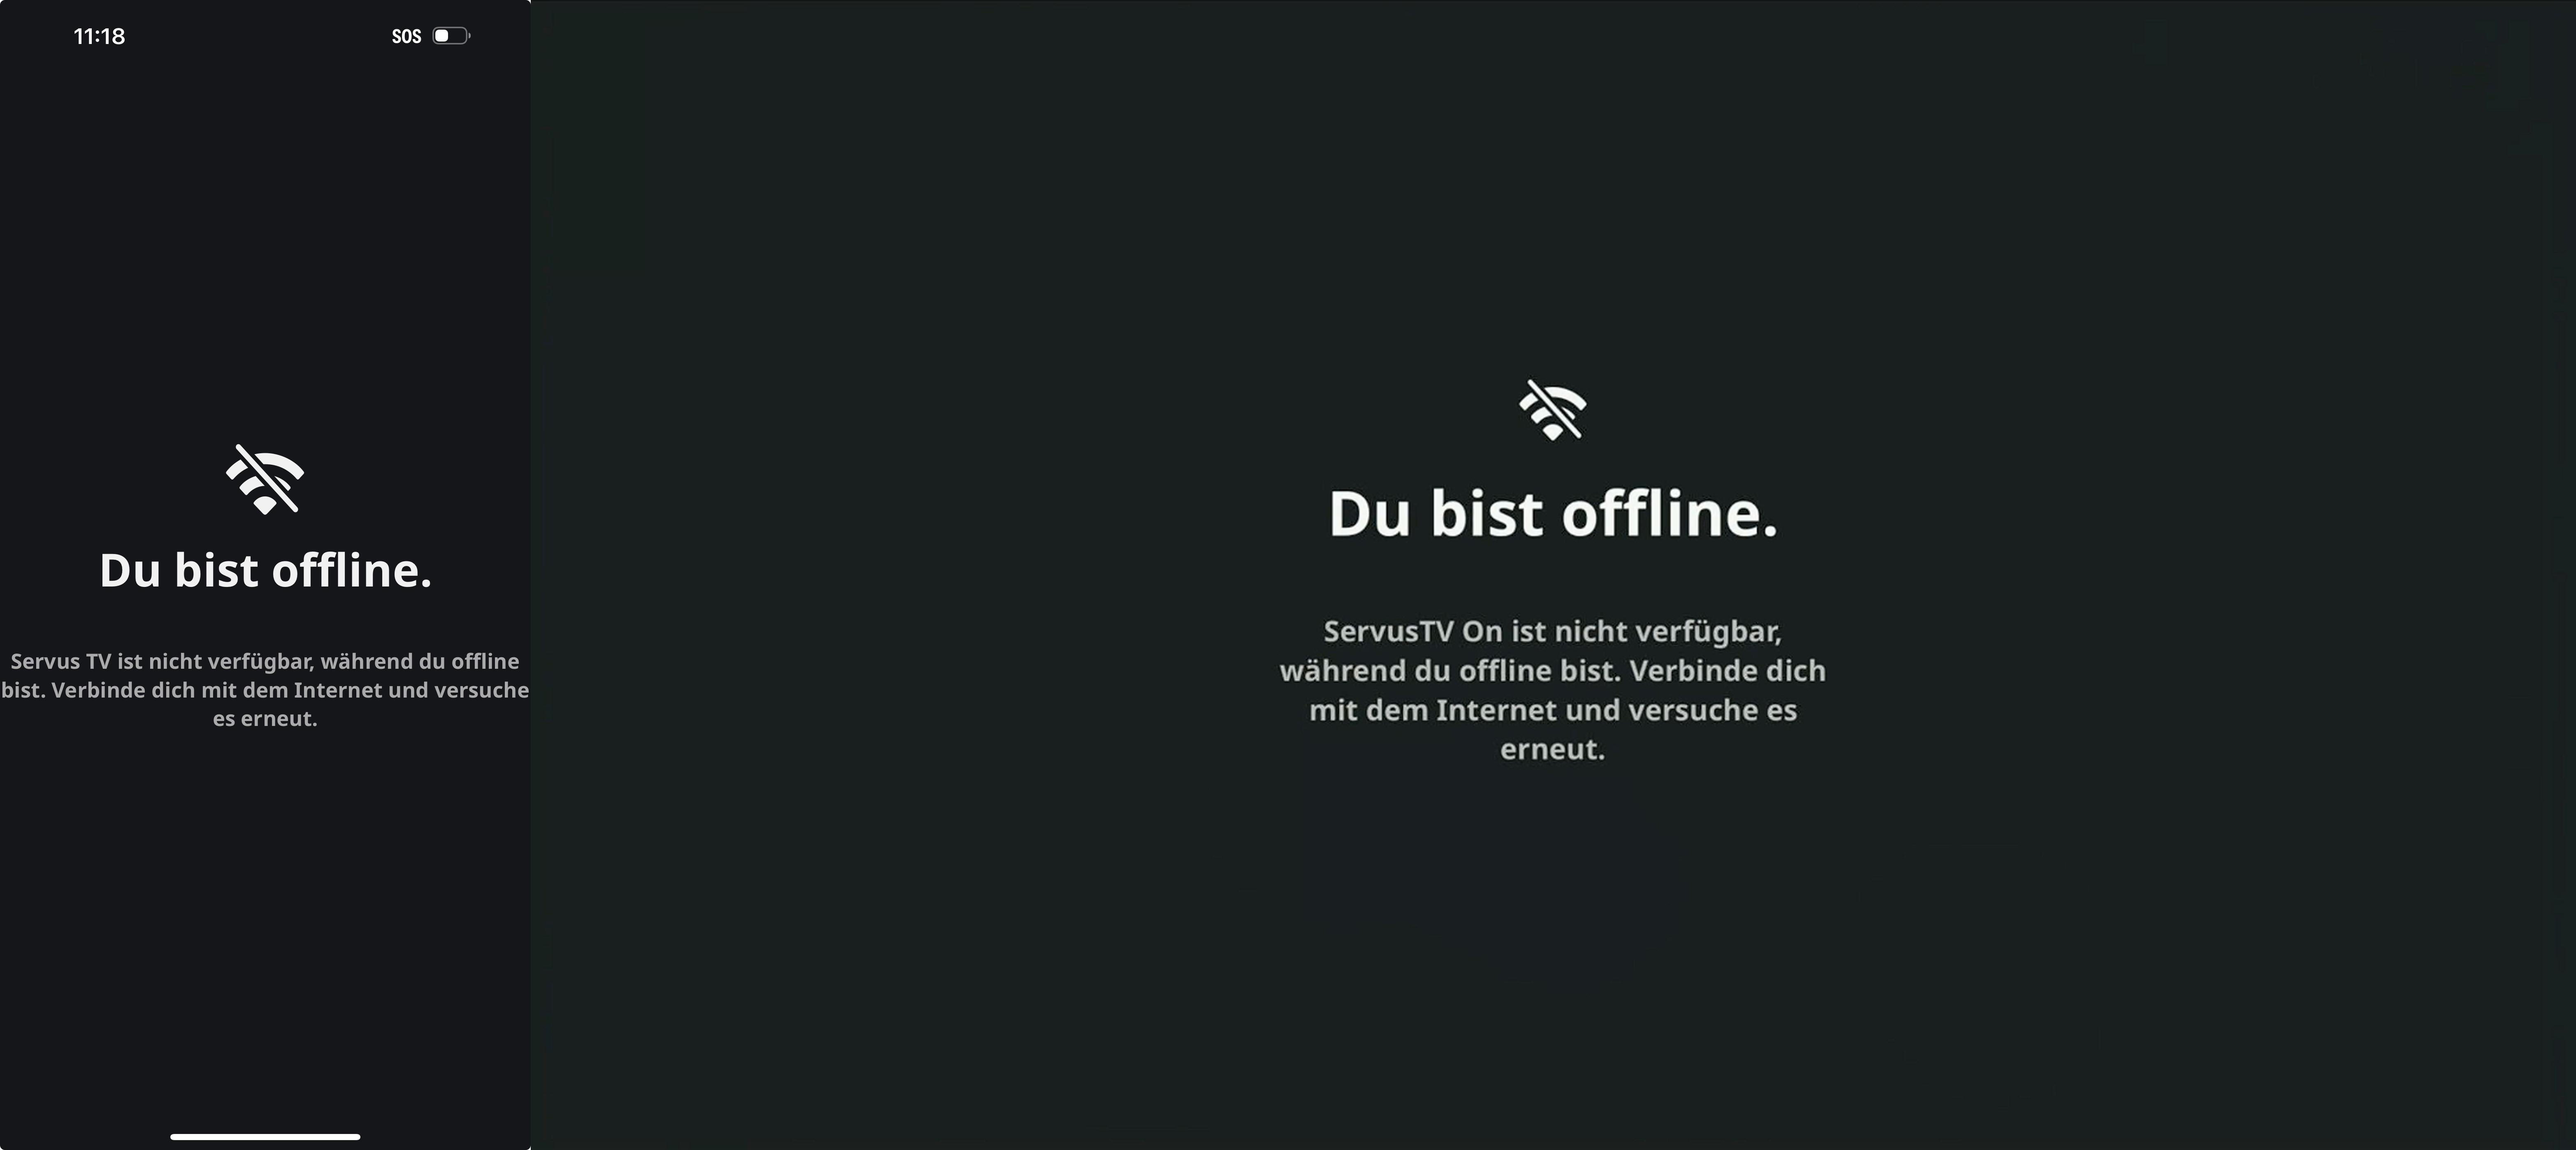 11:18
SOS
Du bist offline.
Servus TV ist nicht verfügbar, während du offline
bist. Verbinde dich mit dem Internet und versuche
es erneut.
Du bist offline.
ServusTV On ist nicht verfügbar,
während du offline bist. Verbinde dich
mit dem Internet und versuche es
erneut.